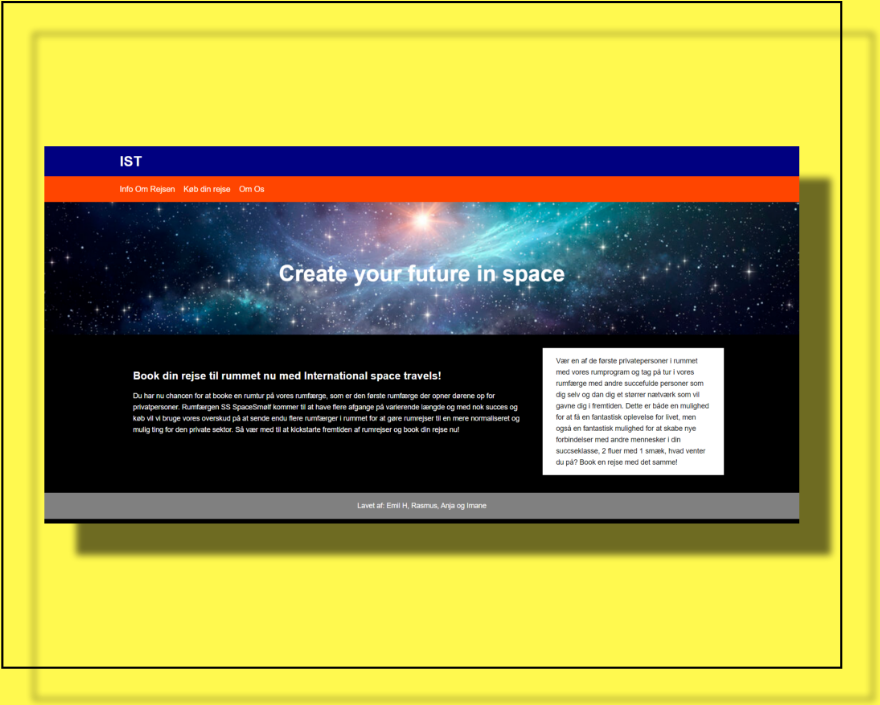 IST
Info Om Rejsen Køb din rejse Om Os
Create your future in space
Book din rejse til rummet nu med International space travels!
Du har nu chancen for at booke en rumtur på vores rumfærge, som er den første rumfærge der opner dørene op for
privatpersoner. Rumfærgen SS SpaceSmølf kommer til at have flere afgange på varierende længde og med nok succes og
køb vil vi bruge vores overskud på at sende endu flere rumfærger i rummet for at gøre rumrejser til en mere normaliseret og
mulig ting for den private sektor. Så vær med til at kickstarte fremtiden af rumrejser og book din rejse nu!
Vær en af de første privatepersoner i rummet
med vores rumprogram og tag på tur i vores
rumfærge med andre succefulde personer som
dig selv og dan dig et større nætværk som vil
gavne dig i fremtiden. Dette er både en mulighed
for at få en fantastisk oplevelse for livet, men
også en fantastisk mulighed for at skabe nye
forbindelser med andre mennesker i din
succseklasse, 2 fluer med 1 smæk, hvad venter
du på? Book en rejse med det samme!
Lavet af: Emil H, Rasmus, Anja og Imane